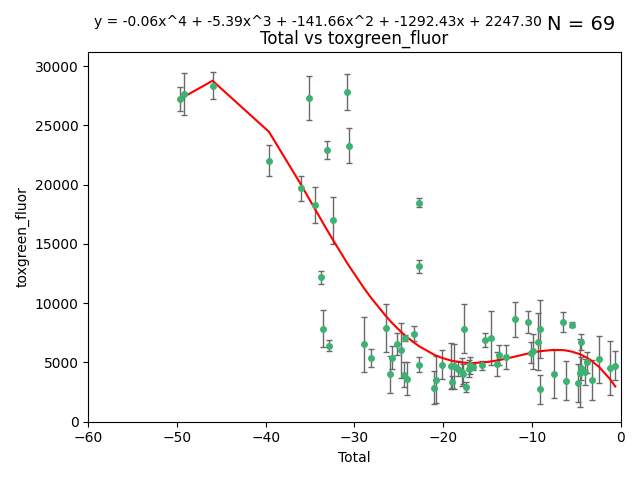 y = -0.06x^4 + -5.39x^3 + -141.66x^2 + -1292.43x + 2247.30 N = 69
Total vs toxgreen_fluor
30000
25000
20000
15000
10000
5000
0
toxgreen_fluor
−60 −50 −40 −30 −20 −10 0
Total